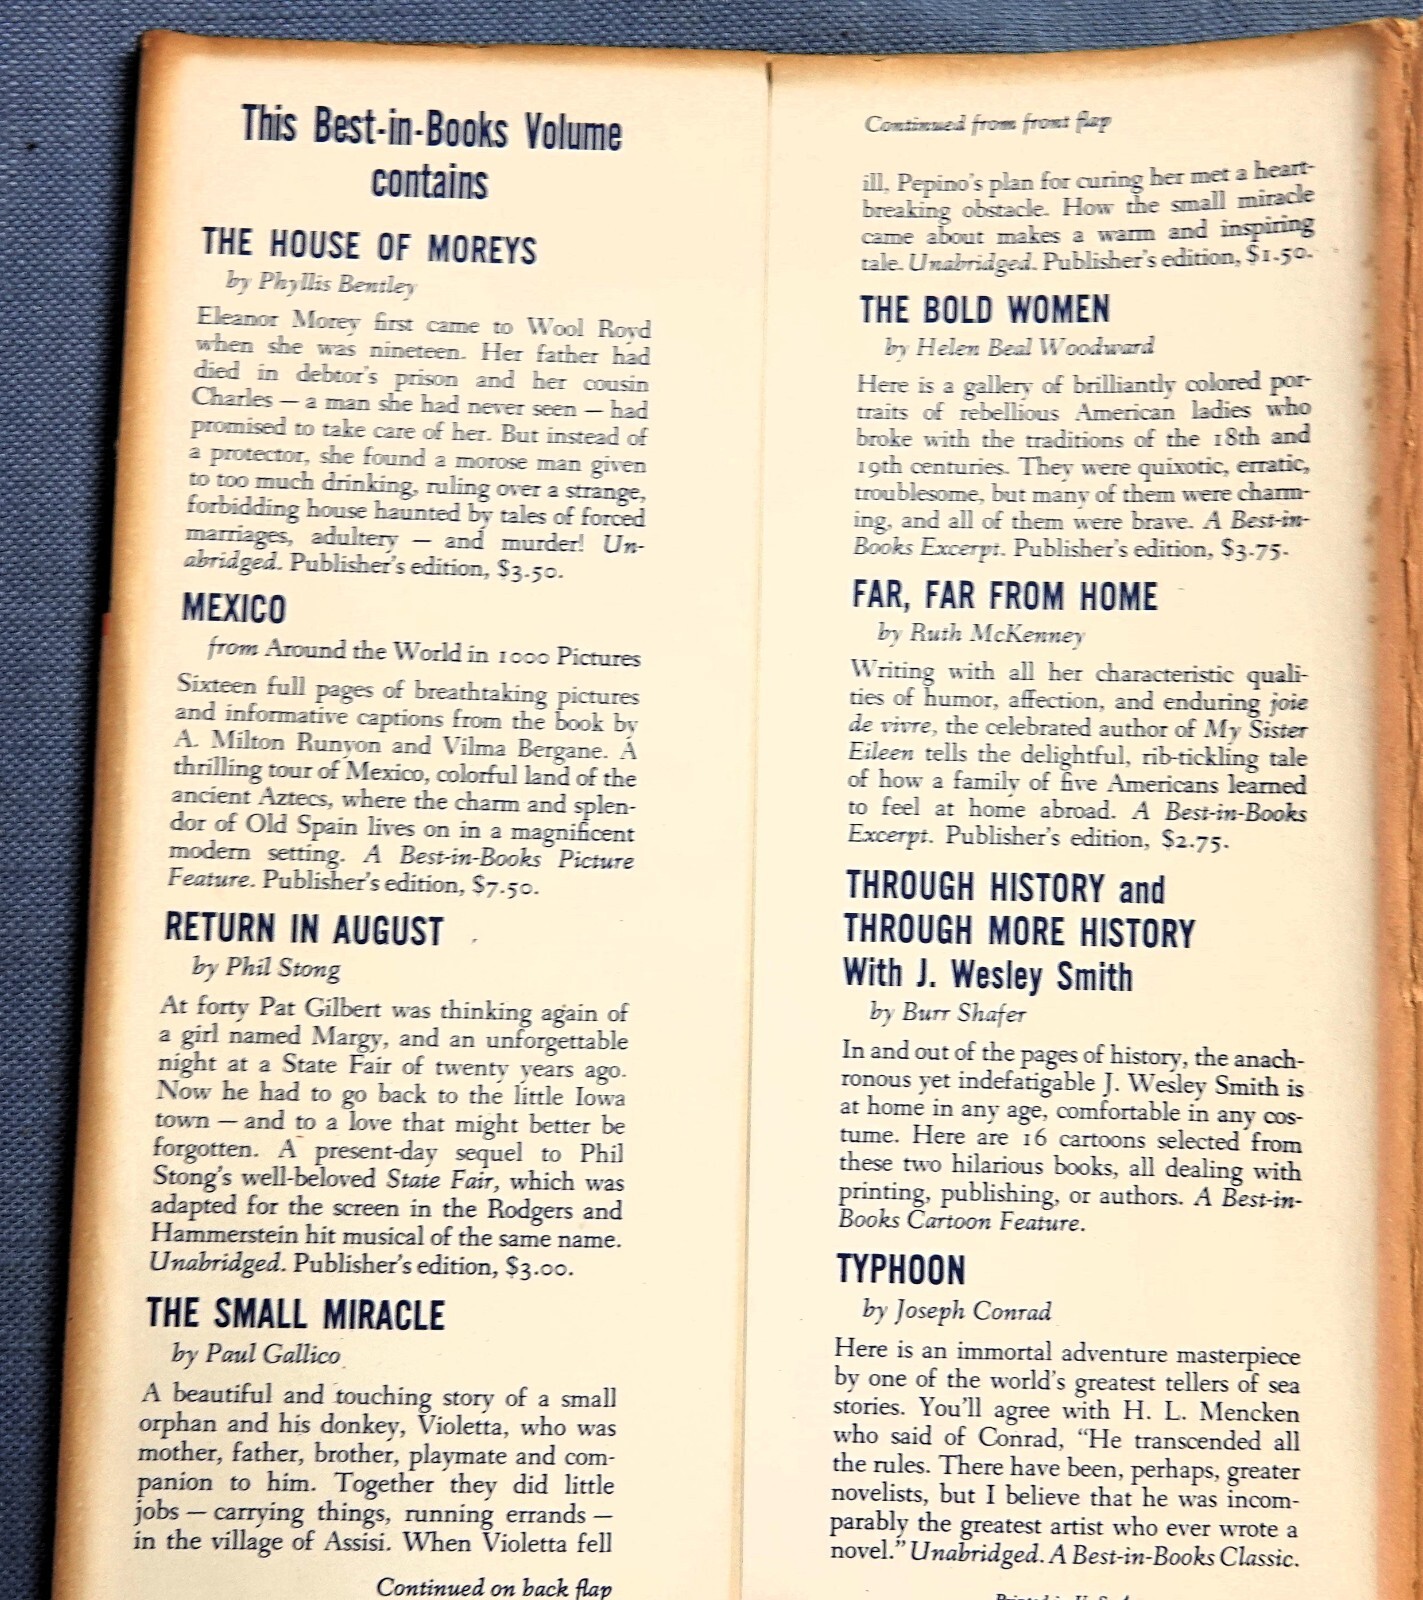 This Best-in-Books Volume
contains
THE HOUSE OF MOREYS
by Phyllis Bentley
Eleanor Morey first came to Wool Royd
when she was nineteen. Her father had
died in debtor's prison and her cousin
Charles — a man she had never seen — had
promised to take care of her. But instead of
a protector, she found a morose man given
to too much drinking, ruling over a strange,
forbidding house haunted by tales of forced
marriages, adultery — and murder! Un-
abridged. Publisher's edition, $3.50.
MEXICO
from Around the World in 1000 Pictures
Sixteen full pages of breathtaking pictures
and informative captions from the book by
A. Milton Runyon and Vilma Bergane. A
thrilling tour of Mexico, colorful land of the
ancient Aztecs, where the charm and splen-
dor of Old Spain lives on in a magnificent
modern setting. A Best-in-Books Picture
Feature. Publisher's edition, $7.50.
RETURN IN AUGUST
by Phil Stong
At forty Pat Gilbert was thinking again of
a girl named Margy, and an unforgettable
night at a State Fair of twenty years ago.
Now he had to go back to the little Iowa
town — and to a love that might better be
forgotten. A present-day sequel to Phil
Stong's well-beloved State Fair, which was
adapted for the screen in the Rodgers and
Hammerstein hit musical of the same name.
Unabridged. Publisher's edition, $3.00.
THE SMALL MIRACLE
by Paul Gallico
A beautiful and touching story of a small
orphan and his donkey, Violetta, who was
mother, father, brother, playmate and com-
panion to him. Together they did little
jobs — carrying things, running errands —
in the village of Assisi. When Violetta fell
Continued on back flap
Continued from front flap
ill, Pepino's plan for curing her met a heart-
breaking obstacle. How the small miracle
came about makes a warm and inspiring
tale. Unabridged. Publisher's edition, $1.50.
THE BOLD WOMEN
by Helen Beal Woodward
Here is a gallery of brilliantly colored por-
traits of rebellious American ladies who
broke with the traditions of the 18th and
19th centuries. They were quixotic, erratic,
troublesome, but many of them were charm-
ing, and all of them were brave. A Best-in-
Books Excerpt. Publisher's edition, $3.75.
FAR, FAR FROM HOME
by Ruth McKenney
Writing with all her characteristic quali-
ties of humor, affection, and enduring joie
de vivre, the celebrated author of My Sister
Eileen tells the delightful, rib-tickling tale
of how a family of five Americans learned
to feel at home abroad. A Best-in-Books
Excerpt. Publisher's edition, $2.75.
THROUGH HISTORY and
THROUGH MORE HISTORY
With J. Wesley Smith
by Burr Shafer
In and out of the pages of history, the anach-
ronous yet indefatigable J. Wesley Smith is
at home in any age, comfortable in any cos-
tume. Here are 16 cartoons selected from
these two hilarious books, all dealing with
printing, publishing, or authors. A Best-in-
Books Cartoon Feature.
TYPHOON
by Joseph Conrad
Here is an immortal adventure masterpiece
by one of the world's greatest tellers of sea
stories. You'll agree with H. L. Mencken
who said of Conrad, "He transcended all
the rules. There have been, perhaps, greater
novelists, but I believe that he was incom-
parably the greatest artist who ever wrote a
novel." Unabridged. A Best-in-Books Classic.